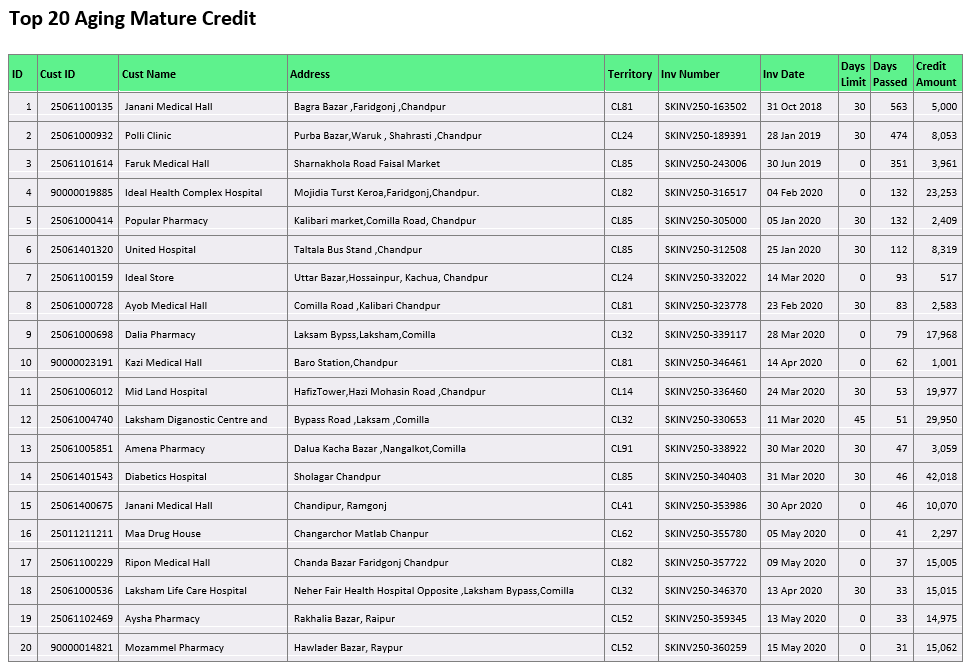 Top 20 Aging Mature Credit
ID Cust ID Cust Name Address Territory Inv Number Inv Date Days Limit Days Passed Credit Amount
1 25061100135 Janani Medical Hall Bagra Bazar ,Faridgonj ,Chandpur CL81 SKINV250-163502 31 Oct 2018 30 563 5,000
2 25061000932 Polli Clinic Purba Bazar,Waruk , Shahrasti ,Chandpur CL24 SKINV250-189391 28 Jan 2019 30 474 8,053
3 25061101614 Faruk Medical Hall Sharnakhola Road Faisal Market CL85 SKINV250-243006 30 Jun 2019 0 351 3,961
4 90000019885 Ideal Health Complex Hospital Mojidia Turst Keroa,Faridgonj,Chandpur. CL82 SKINV250-316517 04 Feb 2020 0 132 23,253
5 25061000414 Popular Pharmacy Kalibari market,Comilla Road, Chandpur CL85 SKINV250-305000 05 Jan 2020 30 132 2,409
6 25061401320 United Hospital Taltala Bus Stand ,Chandpur CL85 SKINV250-312508 25 Jan 2020 30 112 8,319
7 25061100159 Ideal Store Uttar Bazar,Hossainpur, Kachua, Chandpur CL24 SKINV250-332022 14 Mar 2020 0 93 517
8 25061000728 Ayob Medical Hall Comilla Road ,Kalibari Chandpur CL81 SKINV250-323778 23 Feb 2020 30 83 2,583
9 25061000698 Dalia Pharmacy Laksam Bypss,Laksham,Comilla CL32 SKINV250-339117 28 Mar 2020 0 79 17,968
10 90000023191 Kazi Medical Hall Baro Station,Chandpur CL81 SKINV250-346461 14 Apr 2020 0 62 1,001
11 25061006012 Mid Land Hospital HafizTower,Hazi Mohasin Road ,Chandpur CL14 SKINV250-336460 24 Mar 2020 30 53 19,977
12 25061004740 Laksham Diganostic Centre and Bypass Road ,Laksam ,Comilla CL32 SKINV250-330653 11 Mar 2020 45 51 29,950
13 25061005851 Amena Pharmacy Dalua Kacha Bazar ,Nangalkot,Comilla CL91 SKINV250-338922 30 Mar 2020 30 47 3,059
14 25061401543 Diabetics Hospital Sholagar Chandpur CL85 SKINV250-340403 31 Mar 2020 30 46 42,018
15 25061400675 Janani Medical Hall Chandipur, Ramgonj CL41 SKINV250-353986 30 Apr 2020 0 46 10,070
16 25011211211 Maa Drug House Changarchor Matlab Chanpur CL62 SKINV250-355780 05 May 2020 0 41 2,297
17 25061100229 Ripon Medical Hall Chanda Bazar Faridgonj Chandpur CL82 SKINV250-357722 09 May 2020 0 37 15,005
18 25061000536 Laksham Life Care Hospital Neher Fair Health Hospital Opposite ,Laksham Bypass,Comilla CL32 SKINV250-346370 13 Apr 2020 30 33 15,015
19 25061102469 Aysha Pharmacy Rakhalia Bazar, Raipur CL52 SKINV250-359345 13 May 2020 0 33 14,975
20 90000014821 Mozammel Pharmacy Hawlader Bazar, Raypur CL52 SKINV250-360259 15 May 2020 0 31 15,062